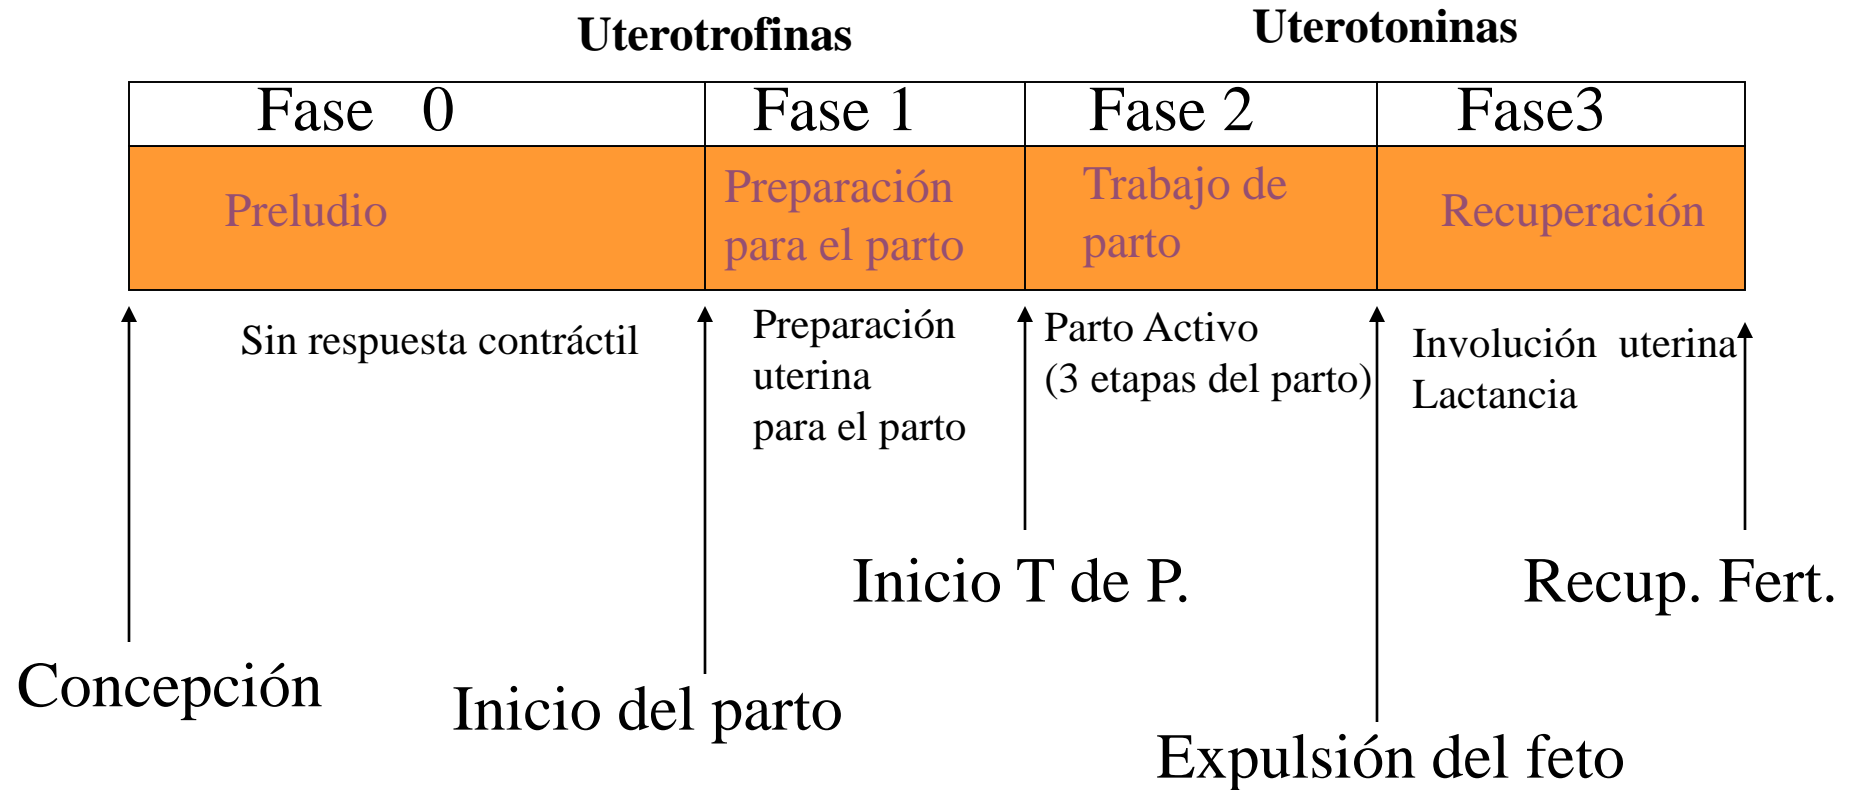 Uterotrofinas
Uterotoninas
Fase 0
Fase 1
Fase 2
Fase3
Preludio
Preparación
para el parto
Trabajo de
parto
Recuperación
Sin respuesta contráctil
Preparación
uterina
para el parto
Parto Activo
(3 etapas del parto)
Involución uterina
Lactancia
Inicio T de P.
Recup. Fert.
Concepción
Inicio del parto
Expulsión del feto